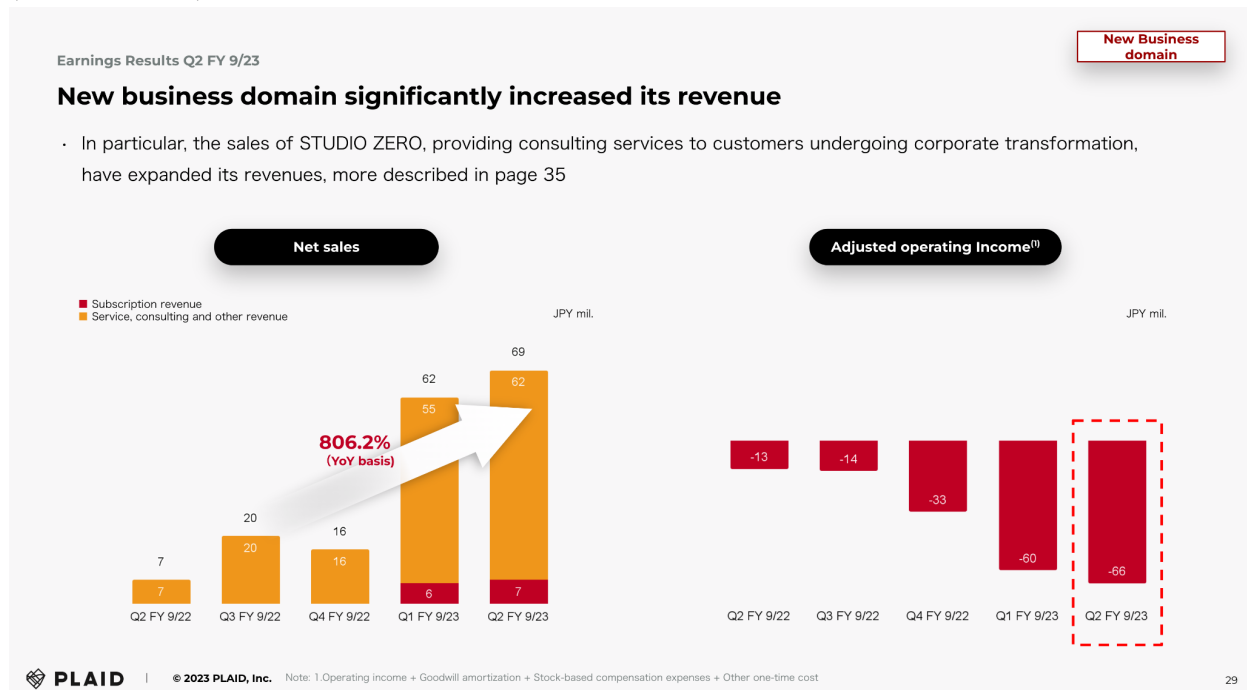 New Business
domain
Earnings Results Q2 FY 9/23
New business domain significantly increased its revenue
・ In particular, the sales of STUDIO ZERO, providing consulting services to customers undergoing corporate transformation,
have expanded its revenues, more described in page 35
Net sales
Subscription revenue
Service, consulting and other revenue
JPY mil.
7
7
20
20
16
16
62
55
6
69
62
7
806.2%
(YoY basis)
Q2 FY 9/22
Q3 FY 9/22
Q4 FY 9/22
Q1 FY 9/23
Q2 FY 9/23
Adjusted operating Income(1)
JPY mil.
-13
-14
-33
-60
-66
Q2 FY 9/22
Q3 FY 9/22
Q4 FY 9/22
Q1 FY 9/23
Q2 FY 9/23
PLAID | © 2023 PLAID, Inc. Note: 1.Operating income + Goodwill amortization + Stock-based compensation expenses + Other one-time cost
29